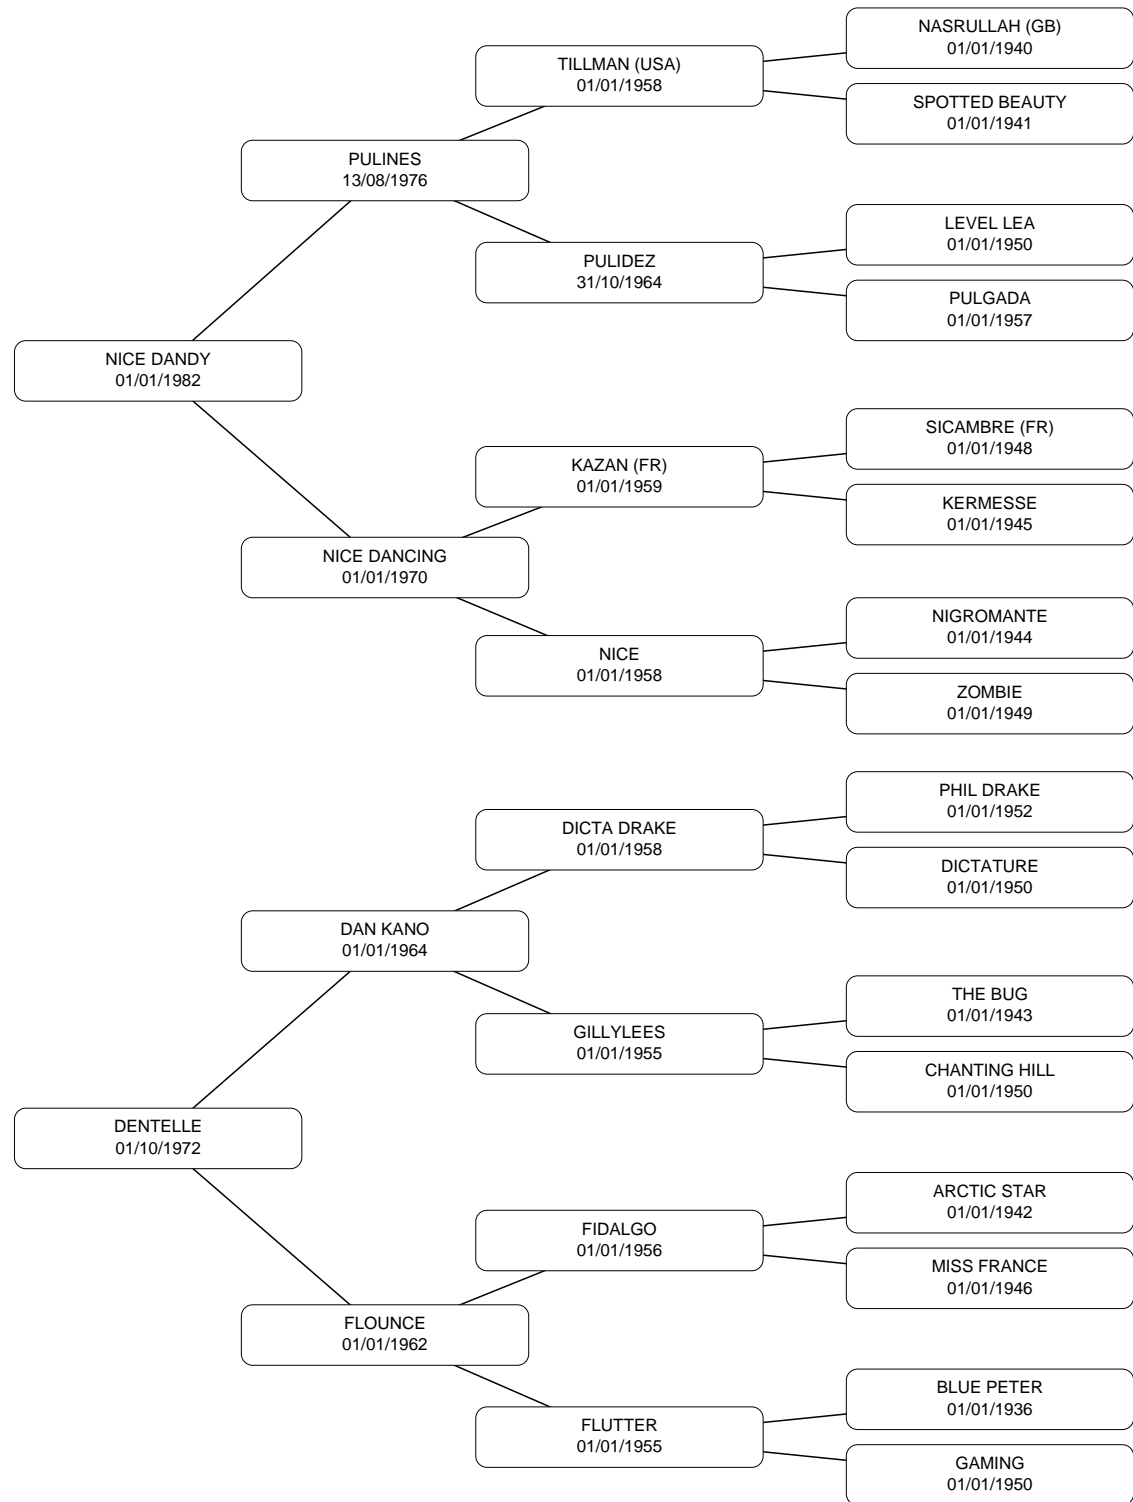 NASRULLAH (GB)
01/01/1940
TILLMAN (USA)
01/01/1958
SPOTTED BEAUTY
01/01/1941
PULINES
13/08/1976
LEVEL LEA
01/01/1950
PULIDEZ
31/10/1964
PULGADA
01/01/1957
NICE DANDY
01/01/1982
SICAMBRE (FR)
01/01/1948
KAZAN (FR)
01/01/1959
KERMESSE
01/01/1945
NICE DANCING
01/01/1970
NIGROMANTE
01/01/1944
NICE
01/01/1958
ZOMBIE
01/01/1949
PHIL DRAKE
01/01/1952
DICTA DRAKE
01/01/1958
DICTATURE
01/01/1950
DAN KANO
01/01/1964
THE BUG
01/01/1943
GILLYLEES
01/01/1955
CHANTING HILL
01/01/1950
DENTELLE
01/10/1972
ARCTIC STAR
01/01/1942
FIDALGO
01/01/1956
MISS FRANCE
01/01/1946
FLOUNCE
01/01/1962
BLUE PETER
01/01/1936
FLUTTER
01/01/1955
GAMING
01/01/1950